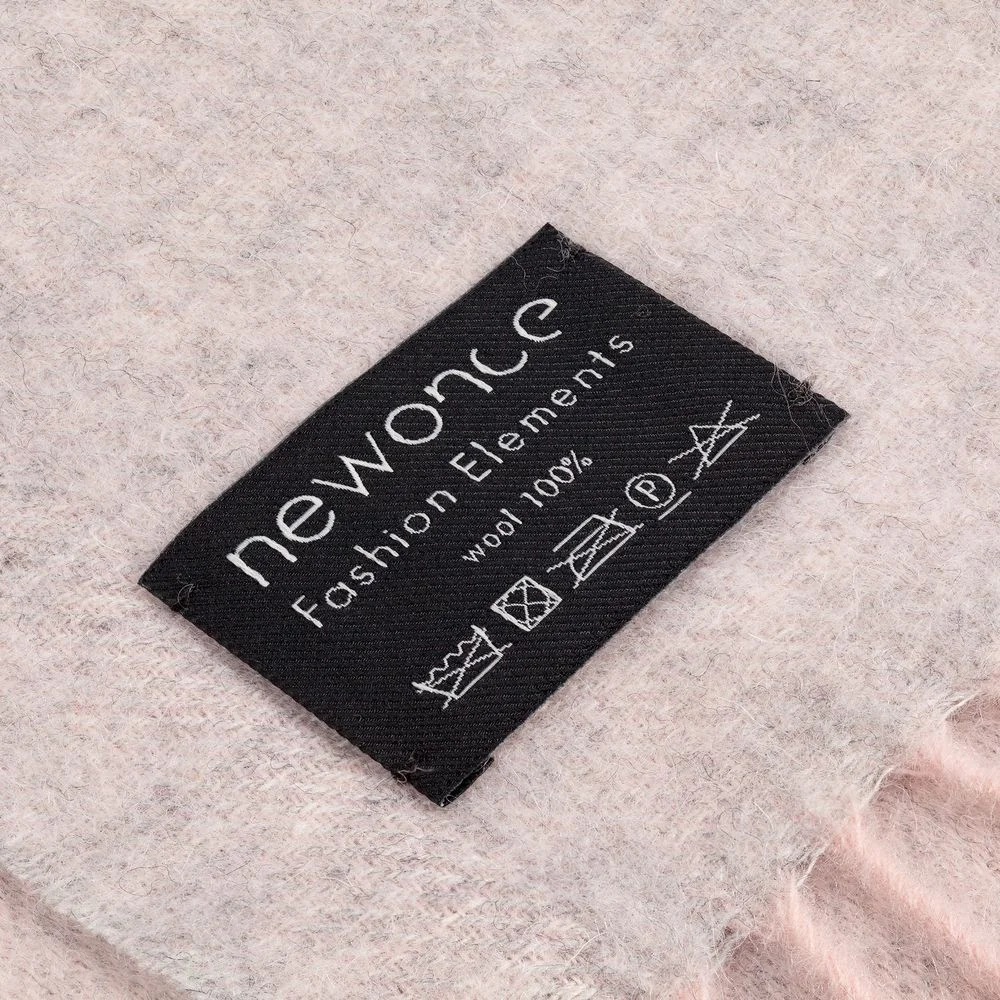 newonce
Fashion Elements
wool 100%
P